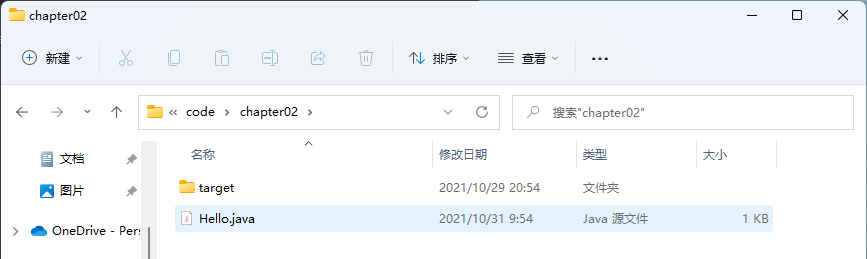 chapter02
新建 排序 查看
« code chapter02 搜索"chapter02"
名称 修改日期 类型 大小
文档
图片
OneDrive - Pers
target 2021/10/29 20:54 文件夹
Hello.java 2021/10/31 9:54 Java 源文件 1 KB